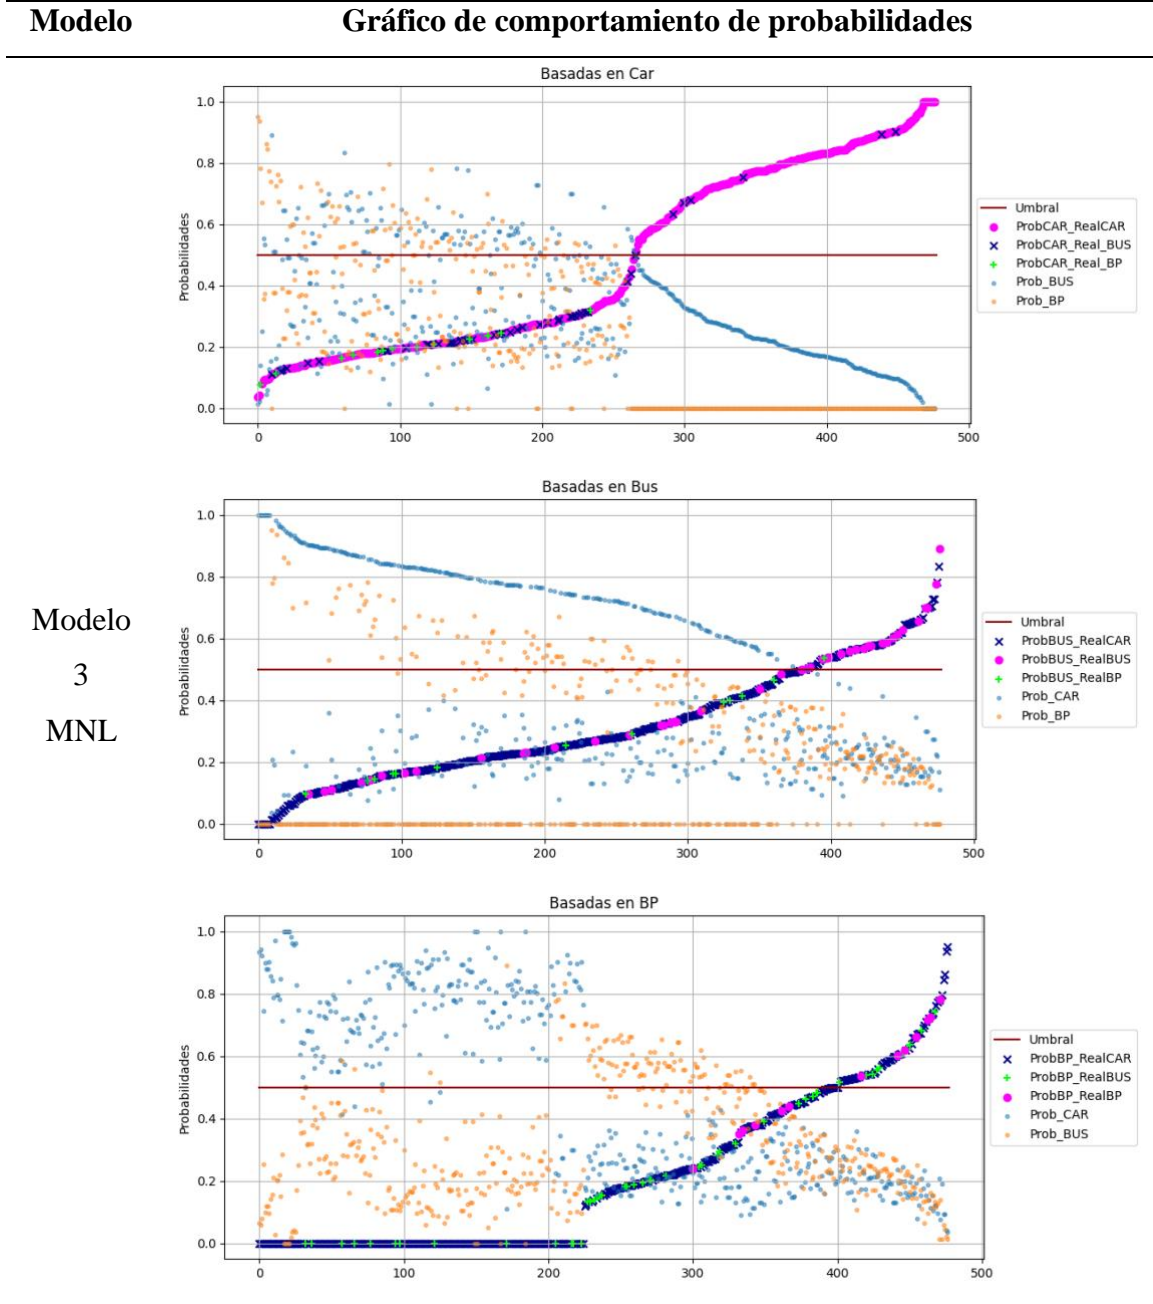 Modelo Gráfico de comportamiento de probabilidades
Basadas en Car
Probabilidades
1.0
0.8
0.6
0.4
0.2
0.0
0 100 200 300 400 500
Umbral
ProbCAR_RealCAR
ProbCAR_Real_BUS
ProbCAR_Real_BP
Prob_BUS
Prob_BP
Modelo
3
MNL
Basadas en Bus
Probabilidades
1.0
0.8
0.6
0.4
0.2
0.0
0 100 200 300 400 500
Umbral
ProbBUS_RealCAR
ProbBUS_RealBUS
ProbBUS_RealBP
Prob_CAR
Prob_BP
Basadas en BP
Probabilidades
1.0
0.8
0.6
0.4
0.2
0.0
0 100 200 300 400 500
Umbral
ProbBP_RealCAR
ProbBP_RealBUS
ProbBP_RealBP
Prob_CAR
Prob_BUS